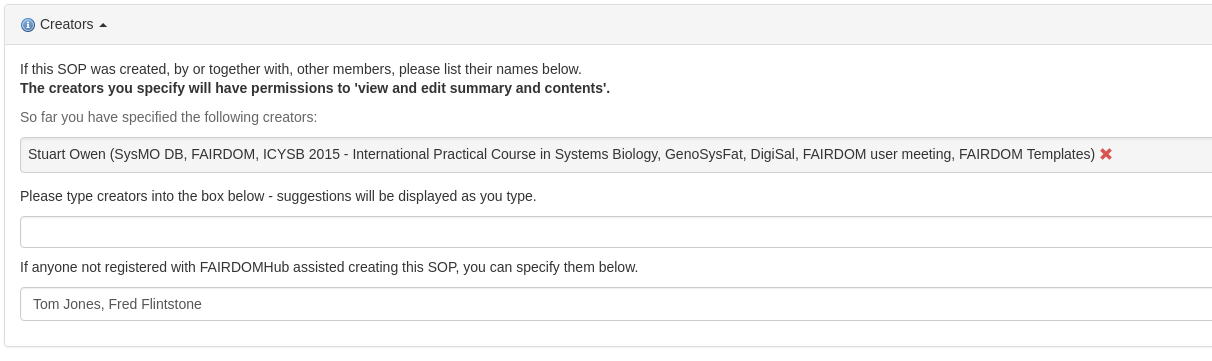 Creators
If this SOP was created, by or together with, other members, please list their names below.
The creators you specify will have permissions to 'view and edit summary and contents'.
So far you have specified the following creators:
Stuart Owen (SysMO DB, FAIRDOM, ICYSB 2015 - International Practical Course in Systems Biology, GenoSysFat, DigiSal, FAIRDOM user meeting, FAIRDOM Templates)
Please type creators into the box below - suggestions will be displayed as you type.
If anyone not registered with FAIRDOMHub assisted creating this SOP, you can specify them below.
Tom Jones, Fred Flintstone